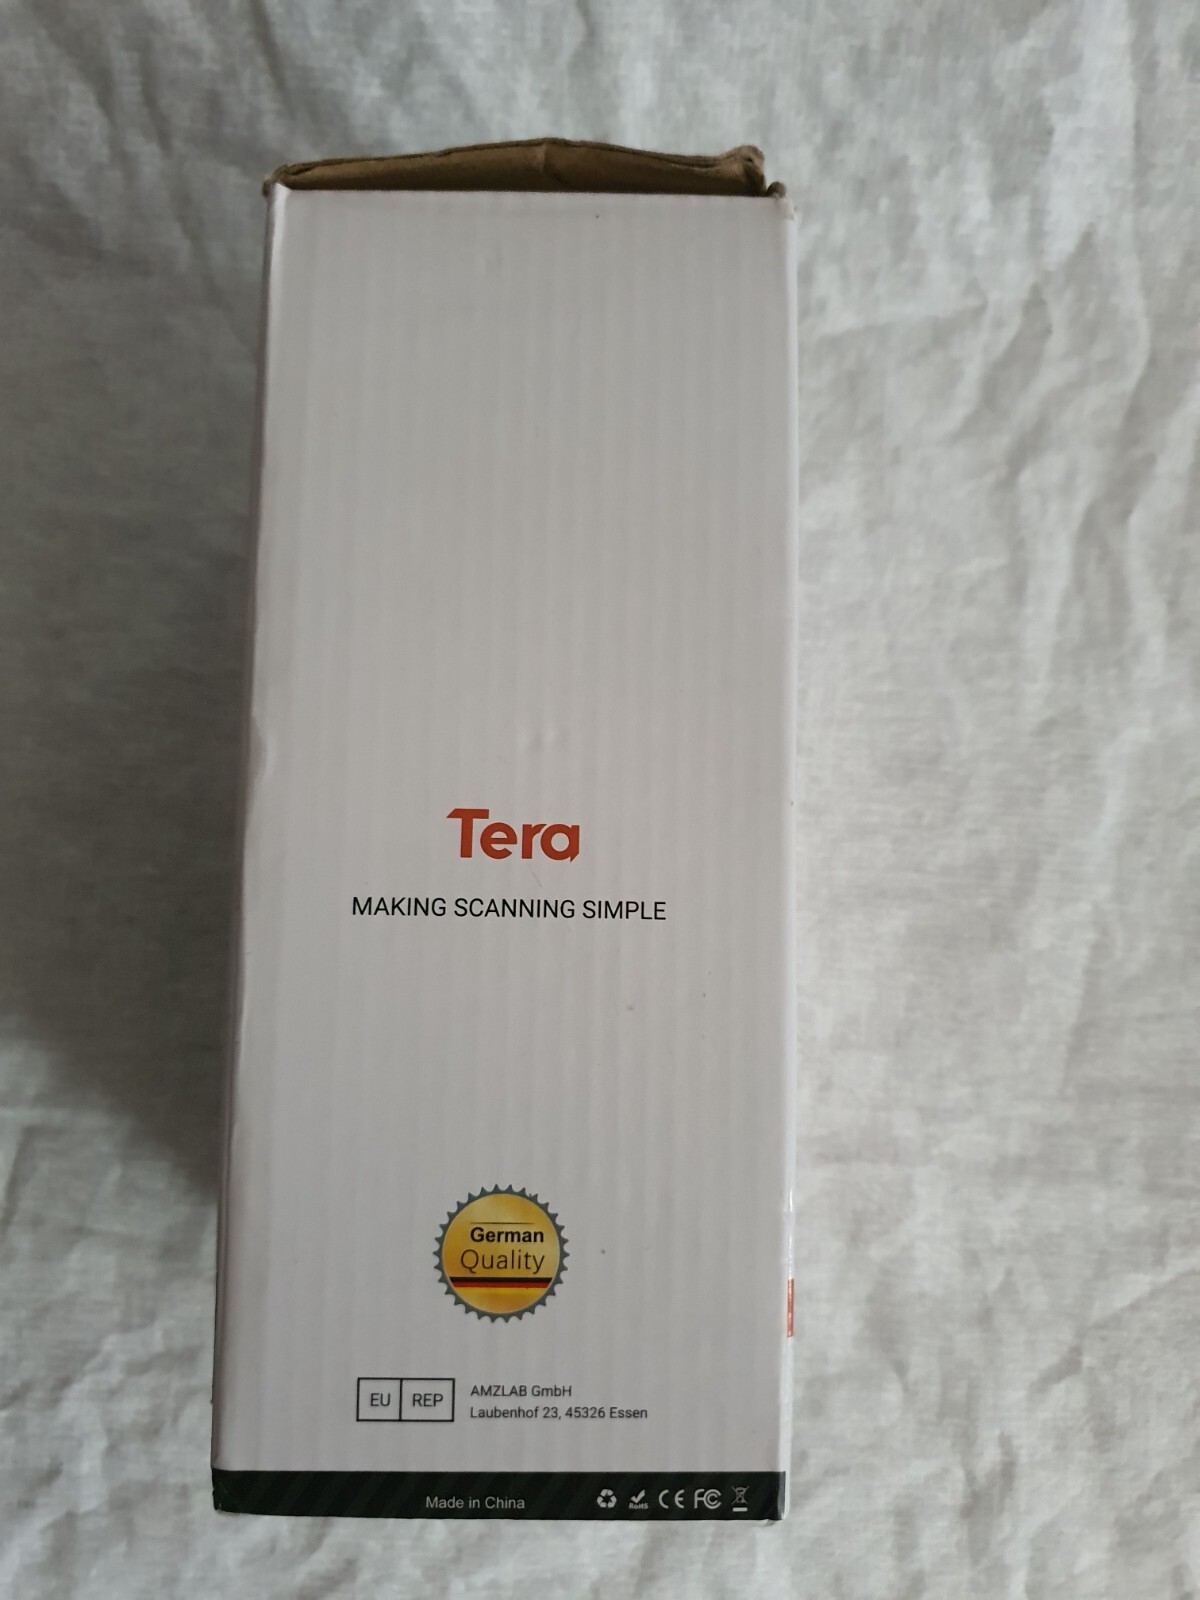 Tera
MAKING SCANNING SIMPLE
German
Quality
EU REP
AMZLAB GmbH
Laubenhof 23, 45326 Essen
Made in China
RoHS CE FC